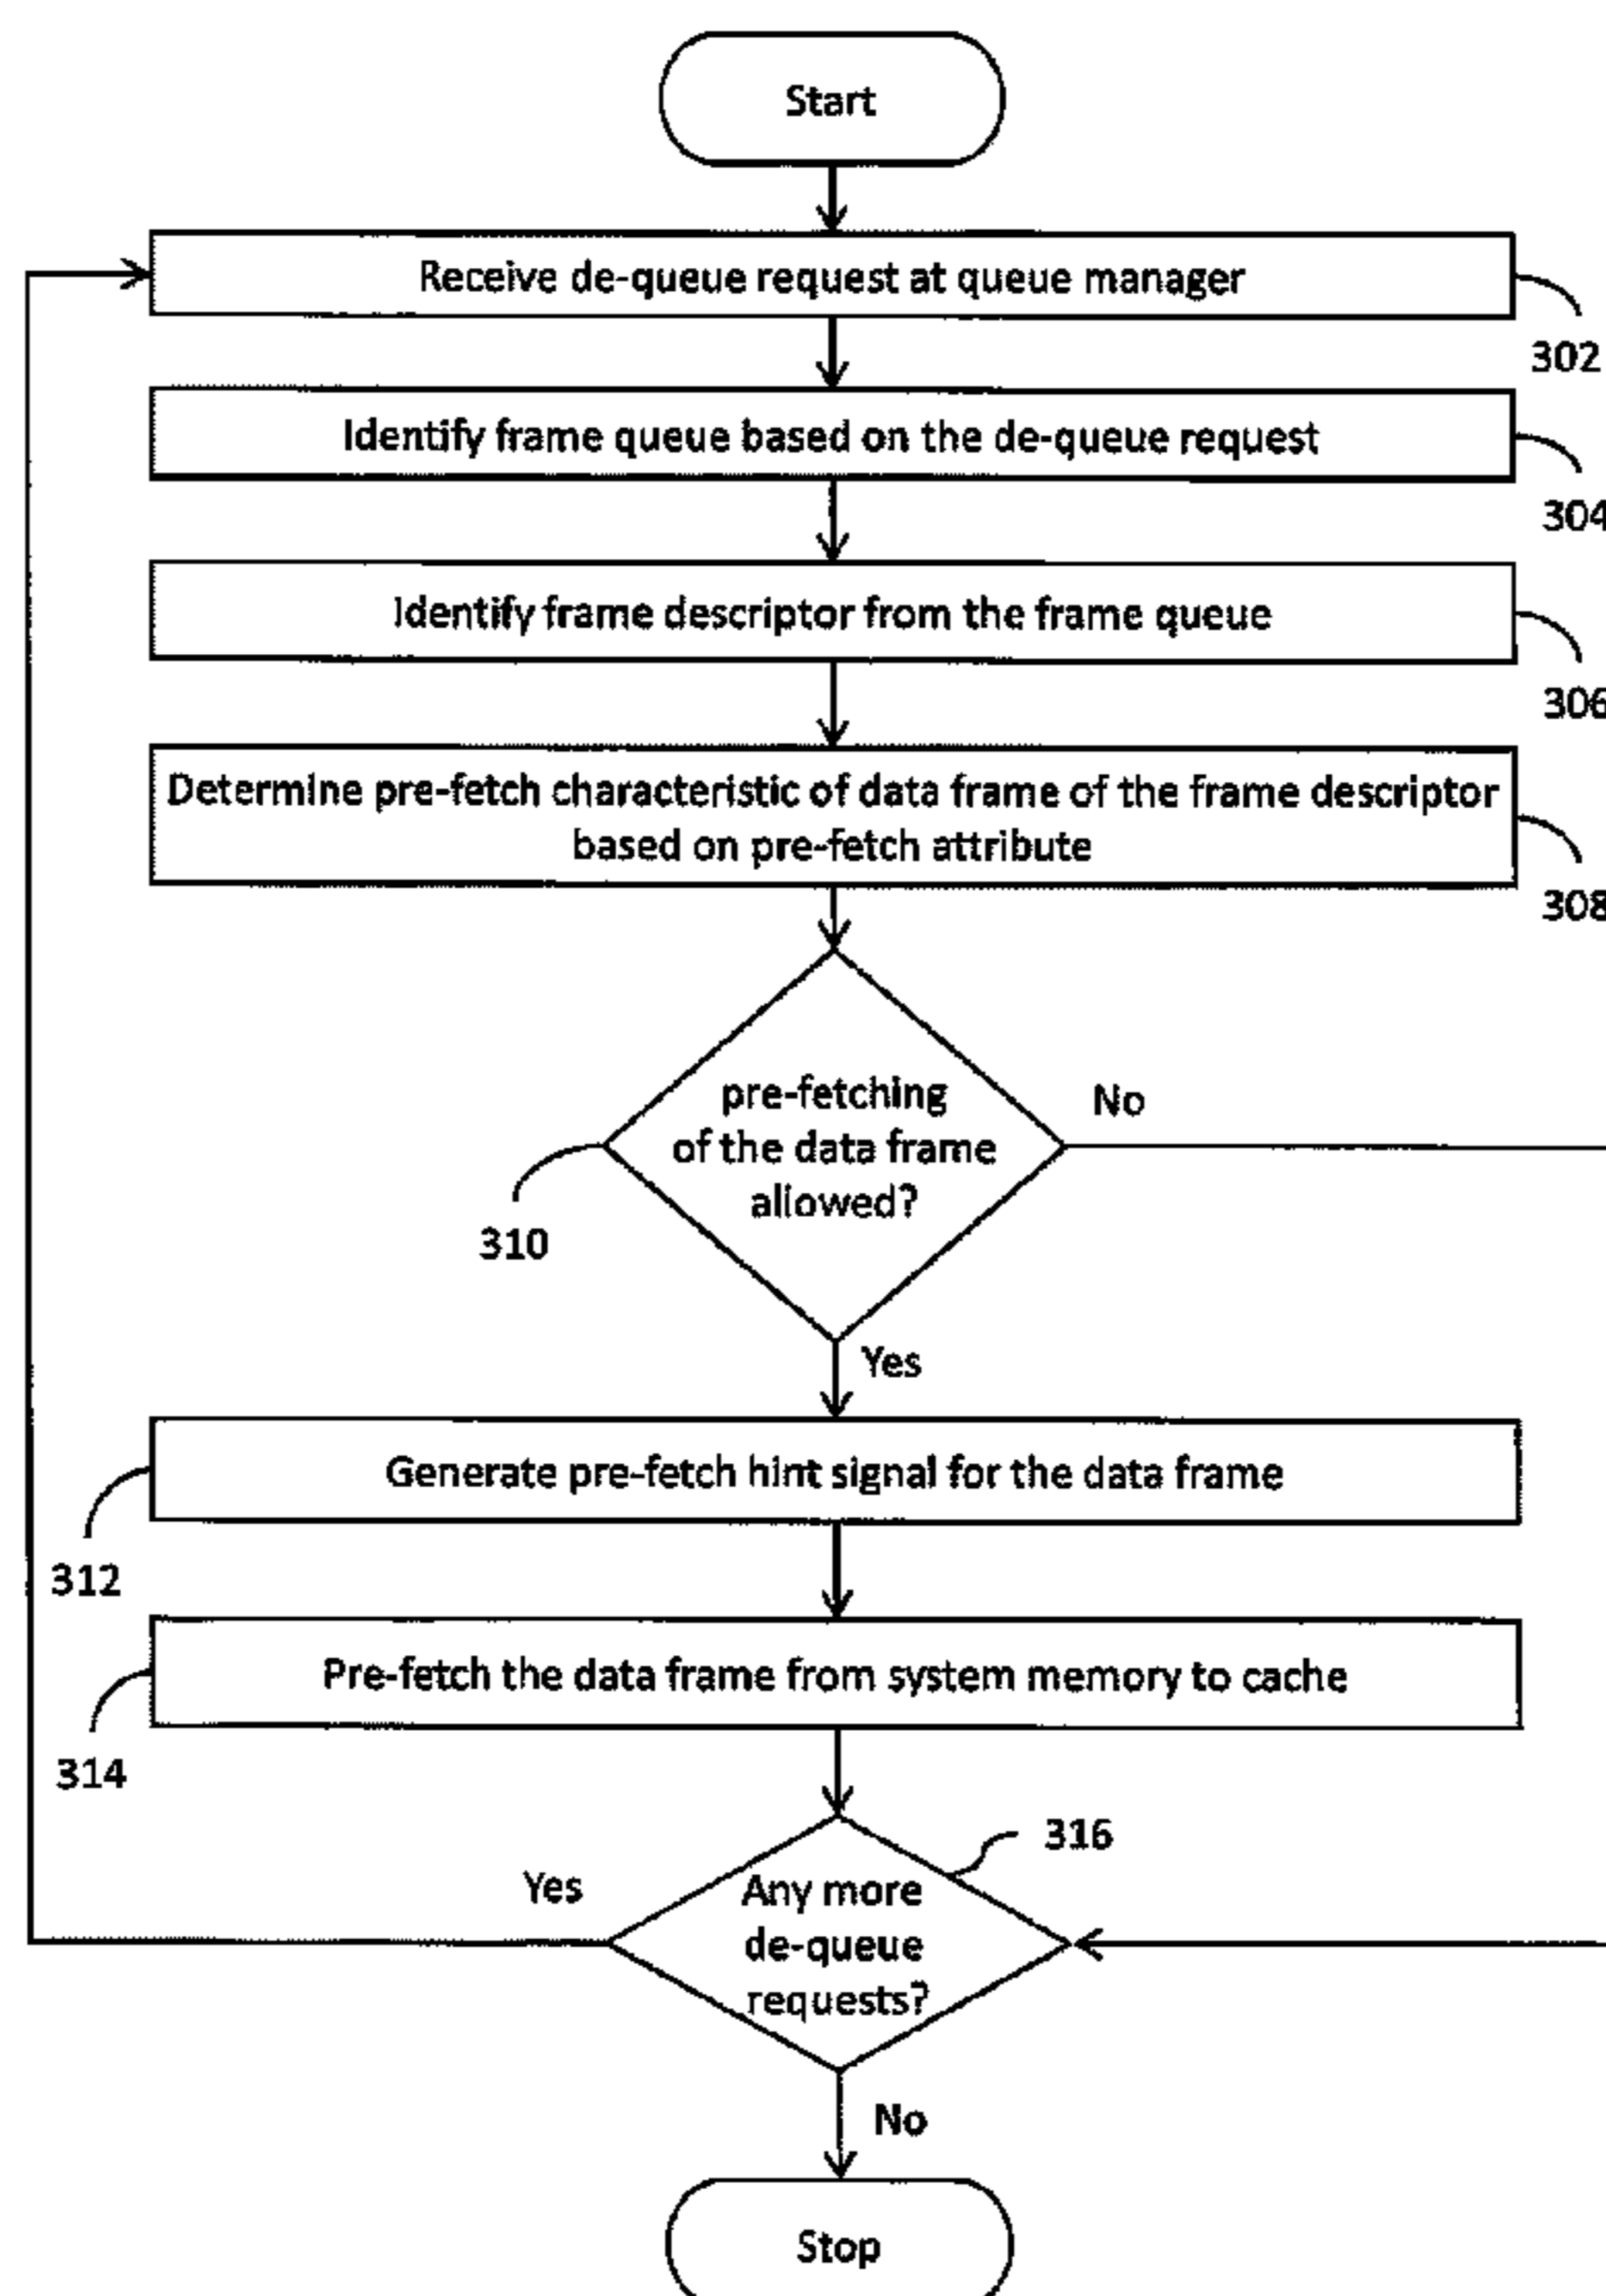 Start
Receive de-queue request at queue manager
302
Identify frame queue based on the de-queue request
304
Identify frame descriptor from the frame queue
306
Determine pre-fetch characteristic of data frame of the frame descriptor
based on pre-fetch attribute
308
pre-fetching
of the data frame
allowed?
No
310
Yes
Generate pre-fetch hint signal for the data frame
312
Pre-fetch the data frame from system memory to cache
314
316
Yes
Any more
de-queue
requests?
No
Stop